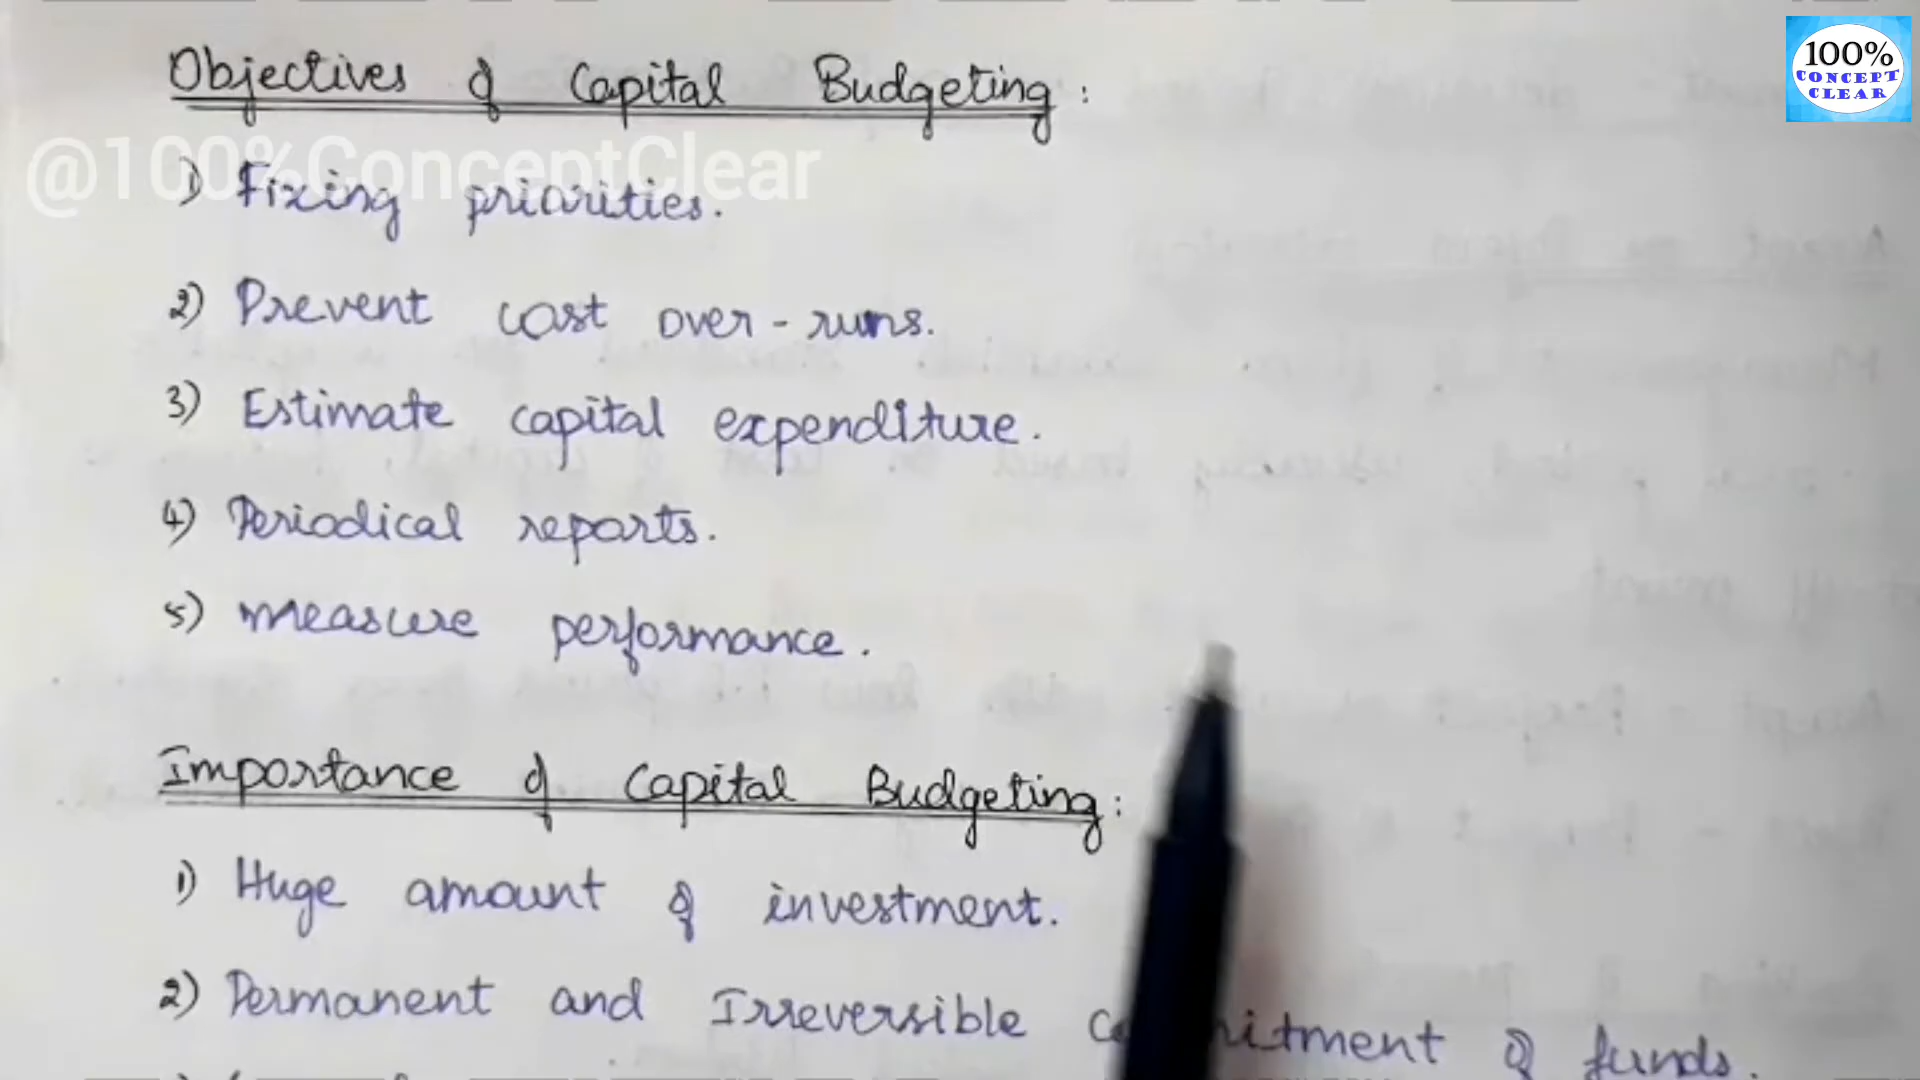 Objectives of Capital Budgeting :
100%
CONCEPT
CLEAR
@100%ConceptClear
1) Fixing priorities.
2) Prevent cost over-runs.
3) Estimate capital expenditure.
4) Periodical reports.
5) Measure performance.
Importance of Capital Budgeting :
1) Huge amount of investment.
2) Permanent and Irreversible commitment of funds.